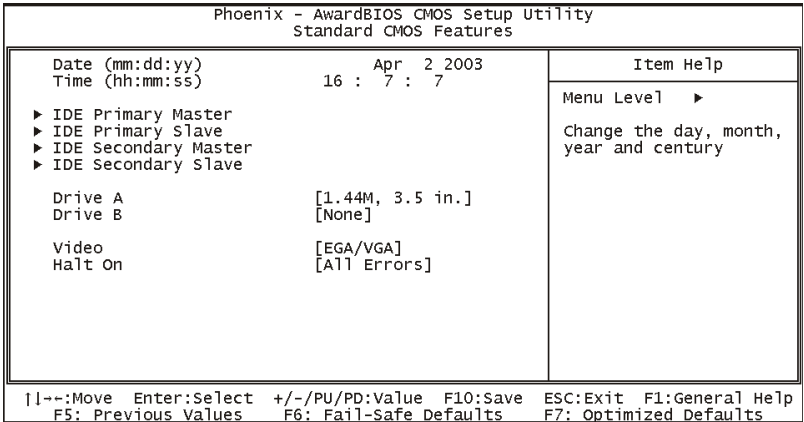 Phoenix - AwardBIOS CMOS Setup Utility
Standard CMOS Features
Date (mm:dd:yy) Apr 2 2003
Time (hh:mm:ss) 16 : 7 : 7
▶ IDE Primary Master
▶ IDE Primary Slave
▶ IDE Secondary Master
▶ IDE Secondary Slave
Drive A [1.44M, 3.5 in.]
Drive B [None]
Video [EGA/VGA]
Halt On [All Errors]
Item Help
Menu Level ▶
Change the day, month,
year and century
↑↓→←:Move Enter:Select +/-/PU/PD:Value F10:Save ESC:Exit F1:General Help
F5: Previous Values F6: Fail-Safe Defaults F7: Optimized Defaults